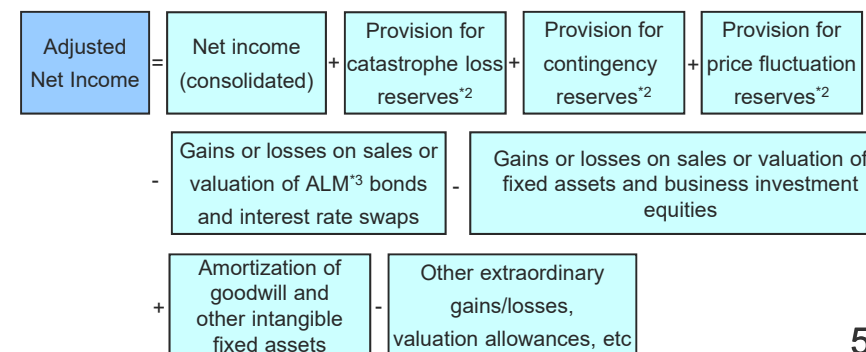 Adjusted
Net Income
=
Net income
(consolidated)
+
Provision for
catastrophe loss
reserves*2
+
Provision for
contingency
reserves*2
+
Provision for
price fluctuation
reserves*2
-
Gains or losses on sales or
valuation of ALM*3 bonds
and interest rate swaps
-
Gains or losses on sales or valuation of
fixed assets and business investment
equities
+
Amortization of
goodwill and
other intangible
fixed assets
-
Other extraordinary
gains/losses,
valuation allowances, etc
5